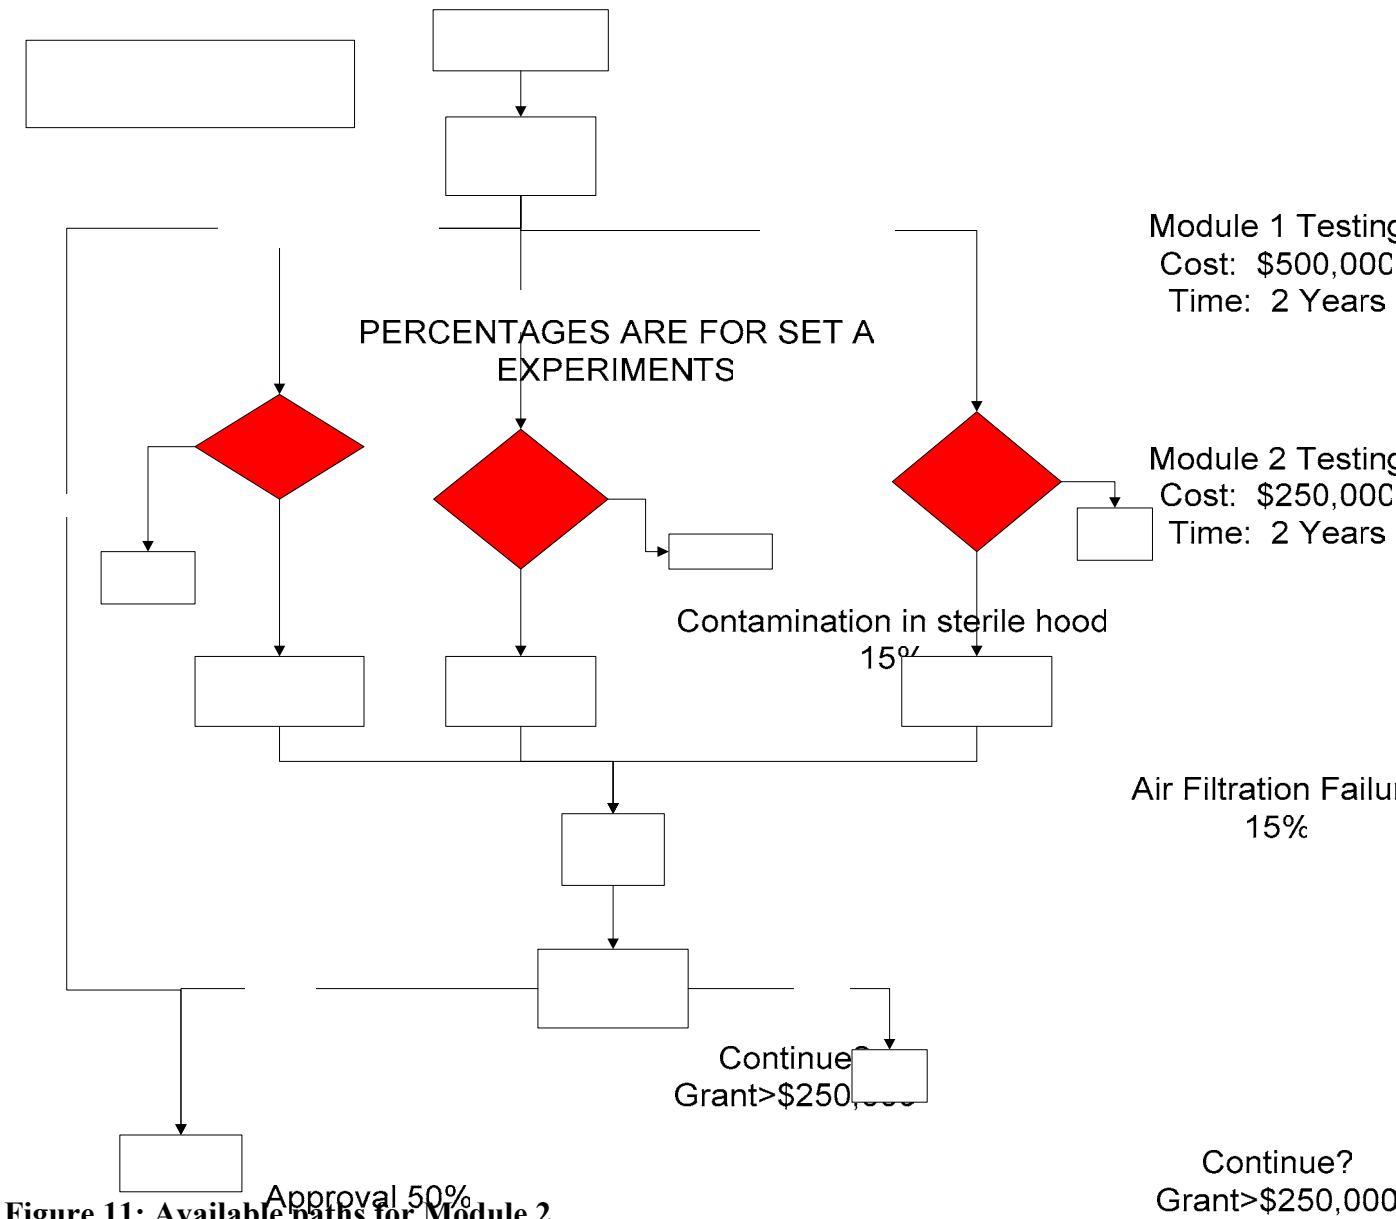 Module 1 Testing
Cost: $500,000
Time: 2 Years
PERCENTAGES ARE FOR SET A
EXPERIMENTS
Module 2 Testing
Cost: $250,000
Time: 2 Years
Contamination in sterile hood
15%
Air Filtration Failu
15%
Continue?
Grant>$250,000
Continue?
Grant>$250,000
Approval 50%
Figure 11: Available paths for Module 2